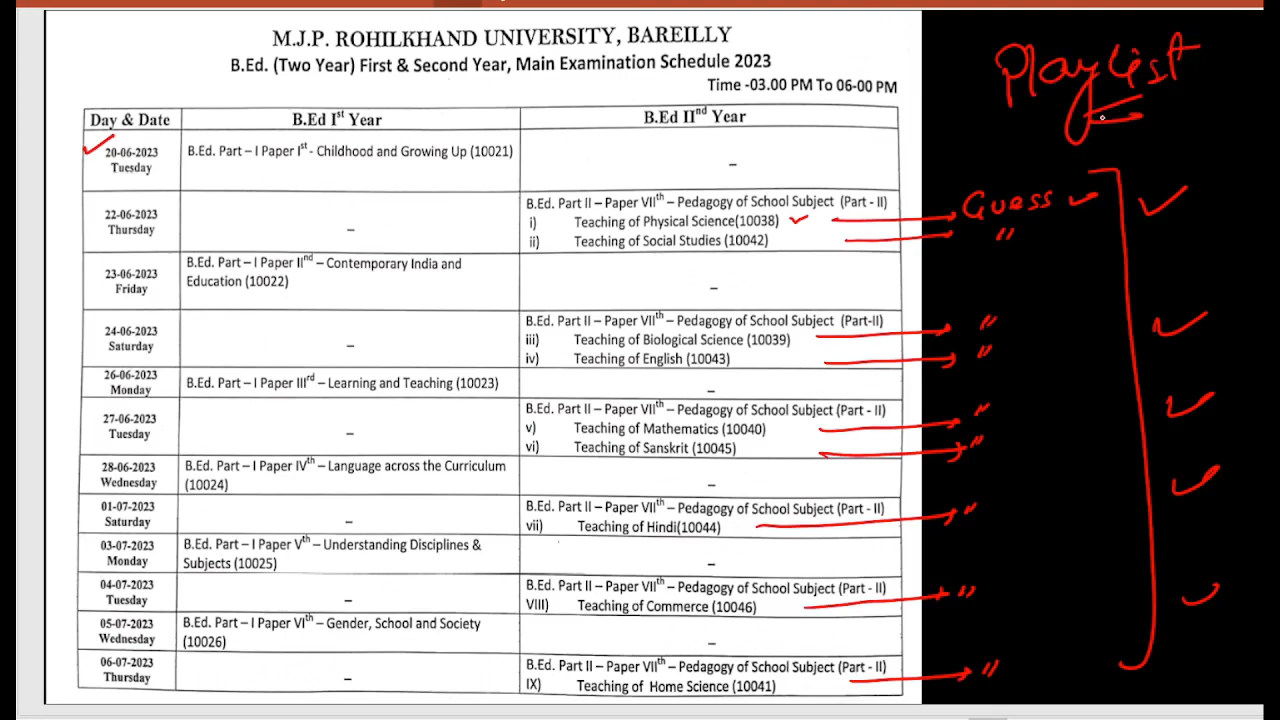 M.J.P. ROHILKHAND UNIVERSITY, BAREILLY
B.Ed. (Two Year) First & Second Year, Main Examination Schedule 2023
Time -03.00 PM To 06-00 PM
Day & Date B.Ed Ist Year B.Ed IInd Year
20-06-2023
Tuesday
B.Ed. Part – I Paper Ist - Childhood and Growing Up (10021)
–
22-06-2023
Thursday
–
B.Ed. Part II – Paper VIIth – Pedagogy of School Subject (Part - II)
i) Teaching of Physical Science(10038)
ii) Teaching of Social Studies (10042)
23-06-2023
Friday
B.Ed. Part – I Paper IInd – Contemporary India and
Education (10022)
–
24-06-2023
Saturday
–
B.Ed. Part II – Paper VIIth – Pedagogy of School Subject (Part-II)
iii) Teaching of Biological Science (10039)
iv) Teaching of English (10043)
26-06-2023
Monday
B.Ed. Part – I Paper IIIrd – Learning and Teaching (10023)
–
27-06-2023
Tuesday
–
B.Ed. Part II – Paper VIIth – Pedagogy of School Subject (Part - II)
v) Teaching of Mathematics (10040)
vi) Teaching of Sanskrit (10045)
28-06-2023
Wednesday
B.Ed. Part – I Paper IVth – Language across the Curriculum
(10024)
–
01-07-2023
Saturday
–
B.Ed. Part II – Paper VIIth – Pedagogy of School Subject (Part - II)
vii) Teaching of Hindi(10044)
03-07-2023
Monday
B.Ed. Part – I Paper Vth – Understanding Disciplines &
Subjects (10025)
–
04-07-2023
Tuesday
–
B.Ed. Part II – Paper VIIth – Pedagogy of School Subject (Part - II)
VIII) Teaching of Commerce (10046)
05-07-2023
Wednesday
B.Ed. Part – I Paper VIth – Gender, School and Society
(10026)
–
06-07-2023
Thursday
–
B.Ed. Part II – Paper VIIth – Pedagogy of School Subject (Part - II)
IX) Teaching of Home Science (10041)
Playlist
Guess
"
"
"
"
"
"
"
"